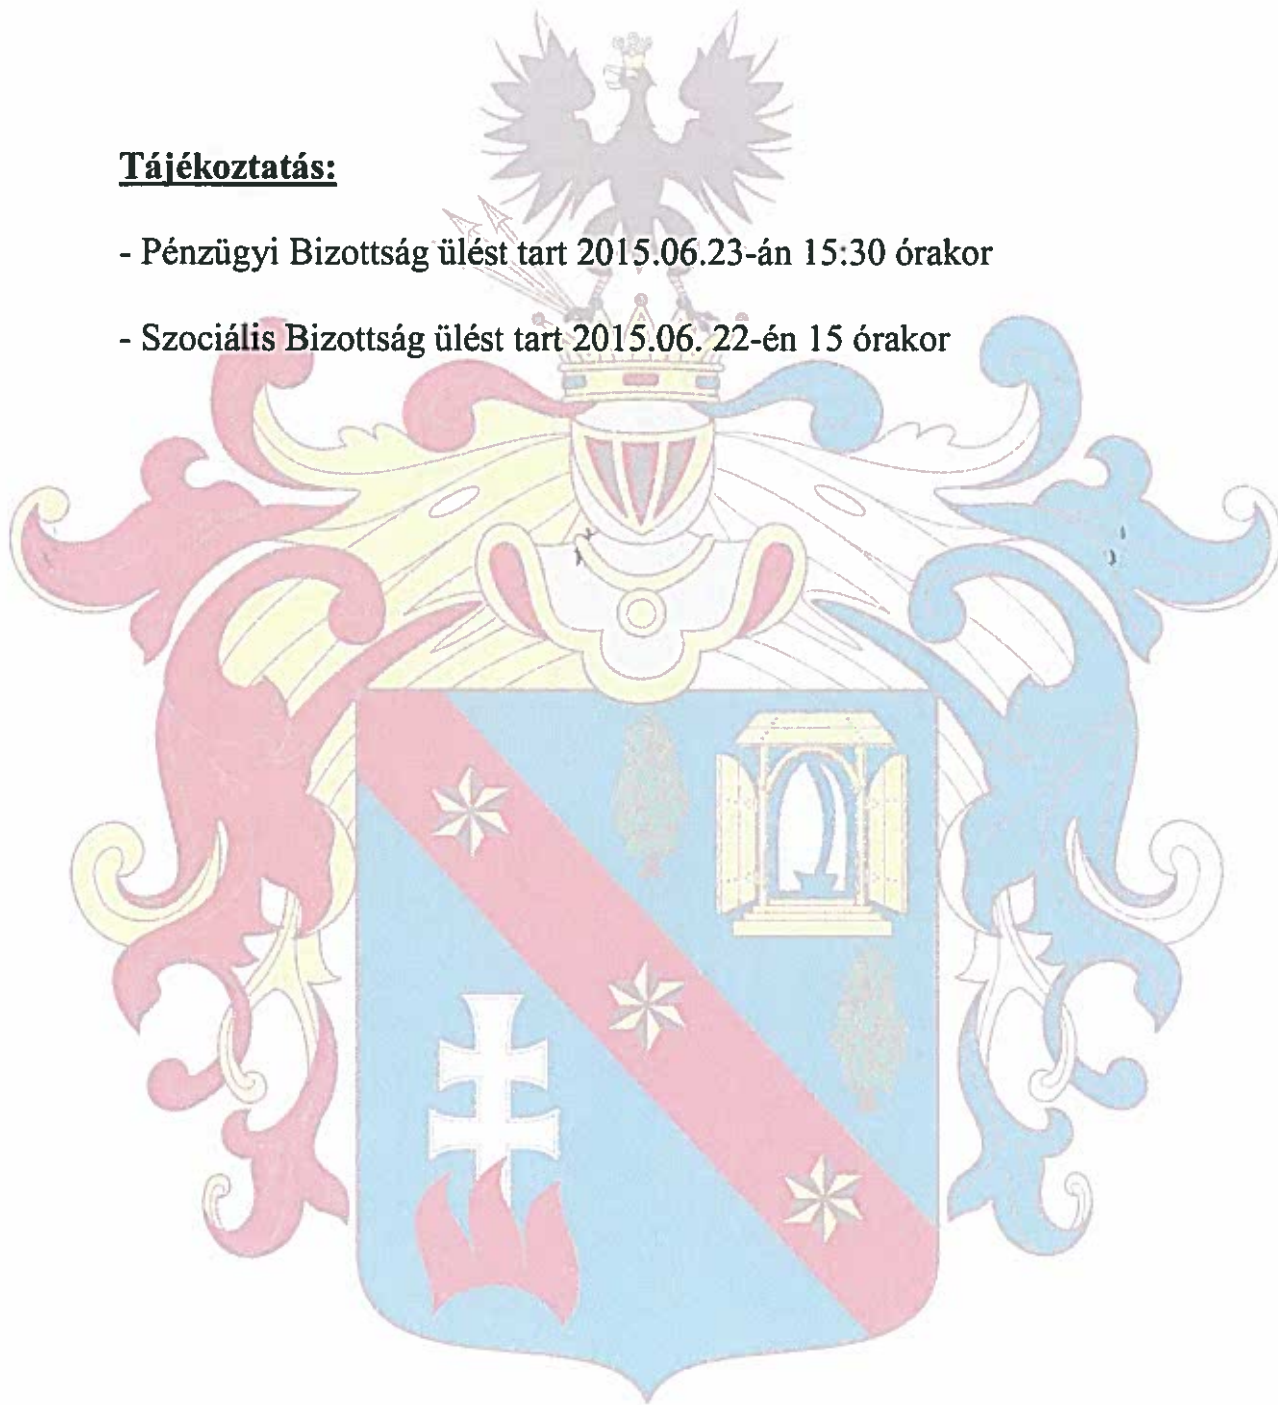 Tájékoztatás:
- Pénzügyi Bizottság ülést tart 2015.06.23-án 15:30 órakor
- Szociális Bizottság ülést tart 2015.06. 22-én 15 órakor